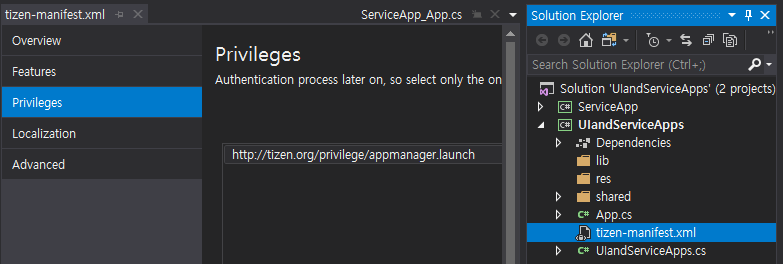 tizen-manifest.xml
ServiceApp_App.cs
Overview
Features
Privileges
Localization
Advanced
Privileges
Authentication process later on, so select only the on
http://tizen.org/privilege/appmanager.launch
Solution Explorer
Search Solution Explorer (Ctrl+;)
Solution 'UIandServiceApps' (2 projects)
C# ServiceApp
C# UIandServiceApps
Dependencies
lib
res
shared
C# App.cs
tizen-manifest.xml
C# UIandServiceApps.cs